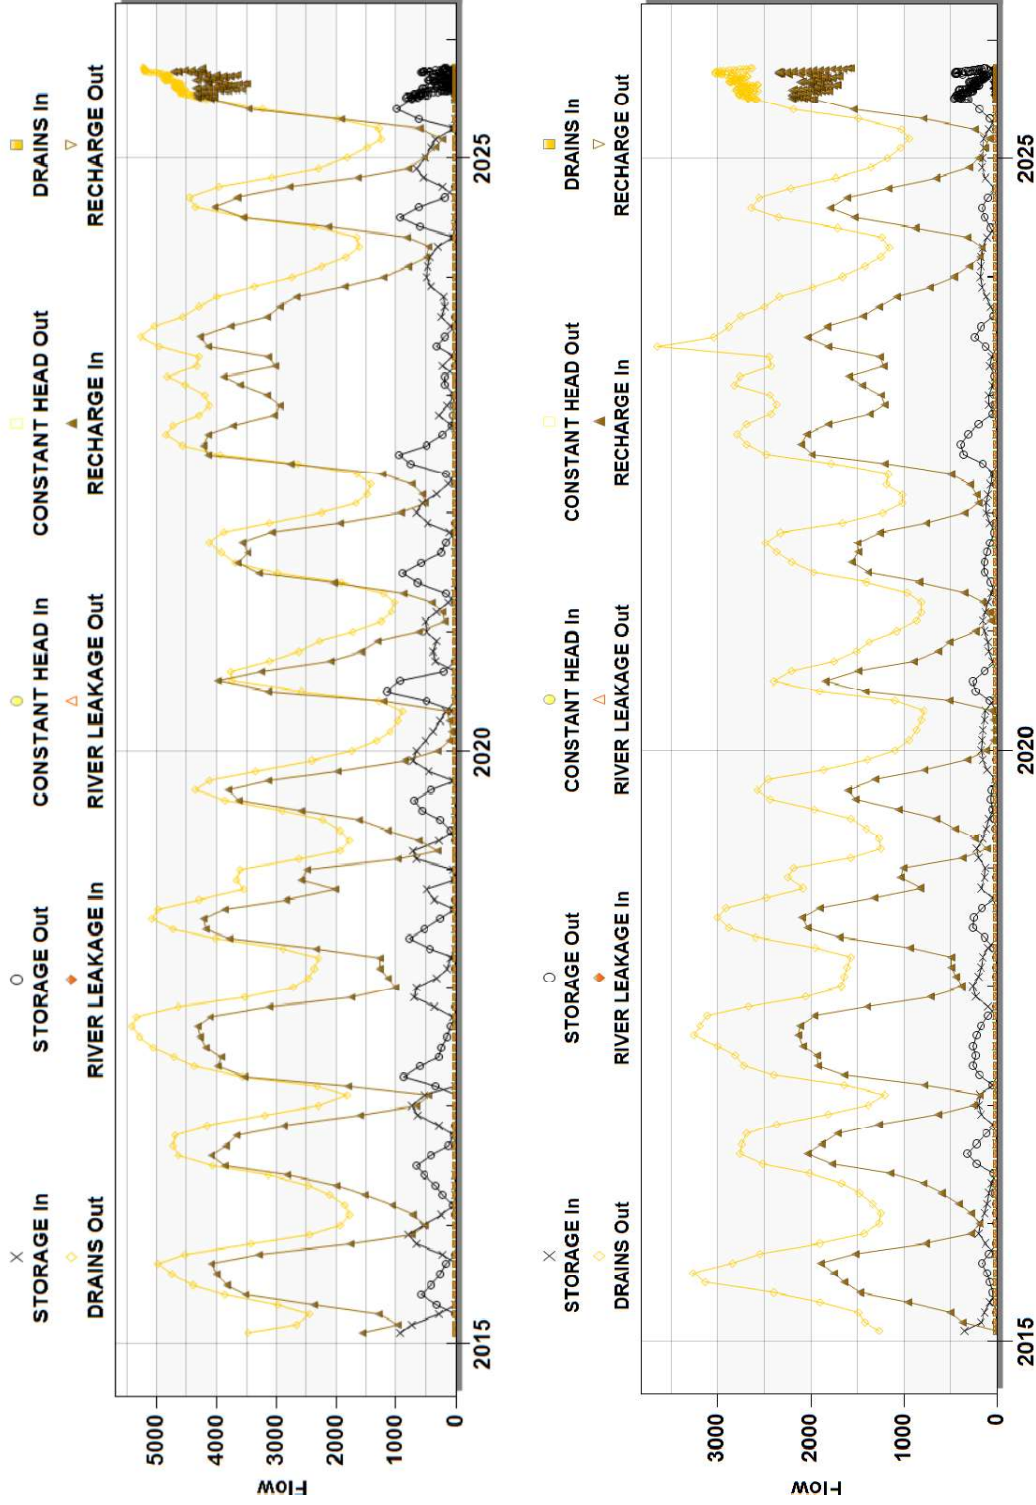 STORAGE In STORAGE Out CONSTANT HEAD In CONSTANT HEAD Out DRAINS In
DRAINS Out RIVER LEAKAGE In RIVER LEAKAGE Out RECHARGE In RECHARGE Out
Flow
5000
4000
3000
2000
1000
0
2015 2020 2025
STORAGE In STORAGE Out CONSTANT HEAD In CONSTANT HEAD Out DRAINS In
DRAINS Out RIVER LEAKAGE In RIVER LEAKAGE Out RECHARGE In RECHARGE Out
Flow
3000
2000
1000
0
2015 2020 2025